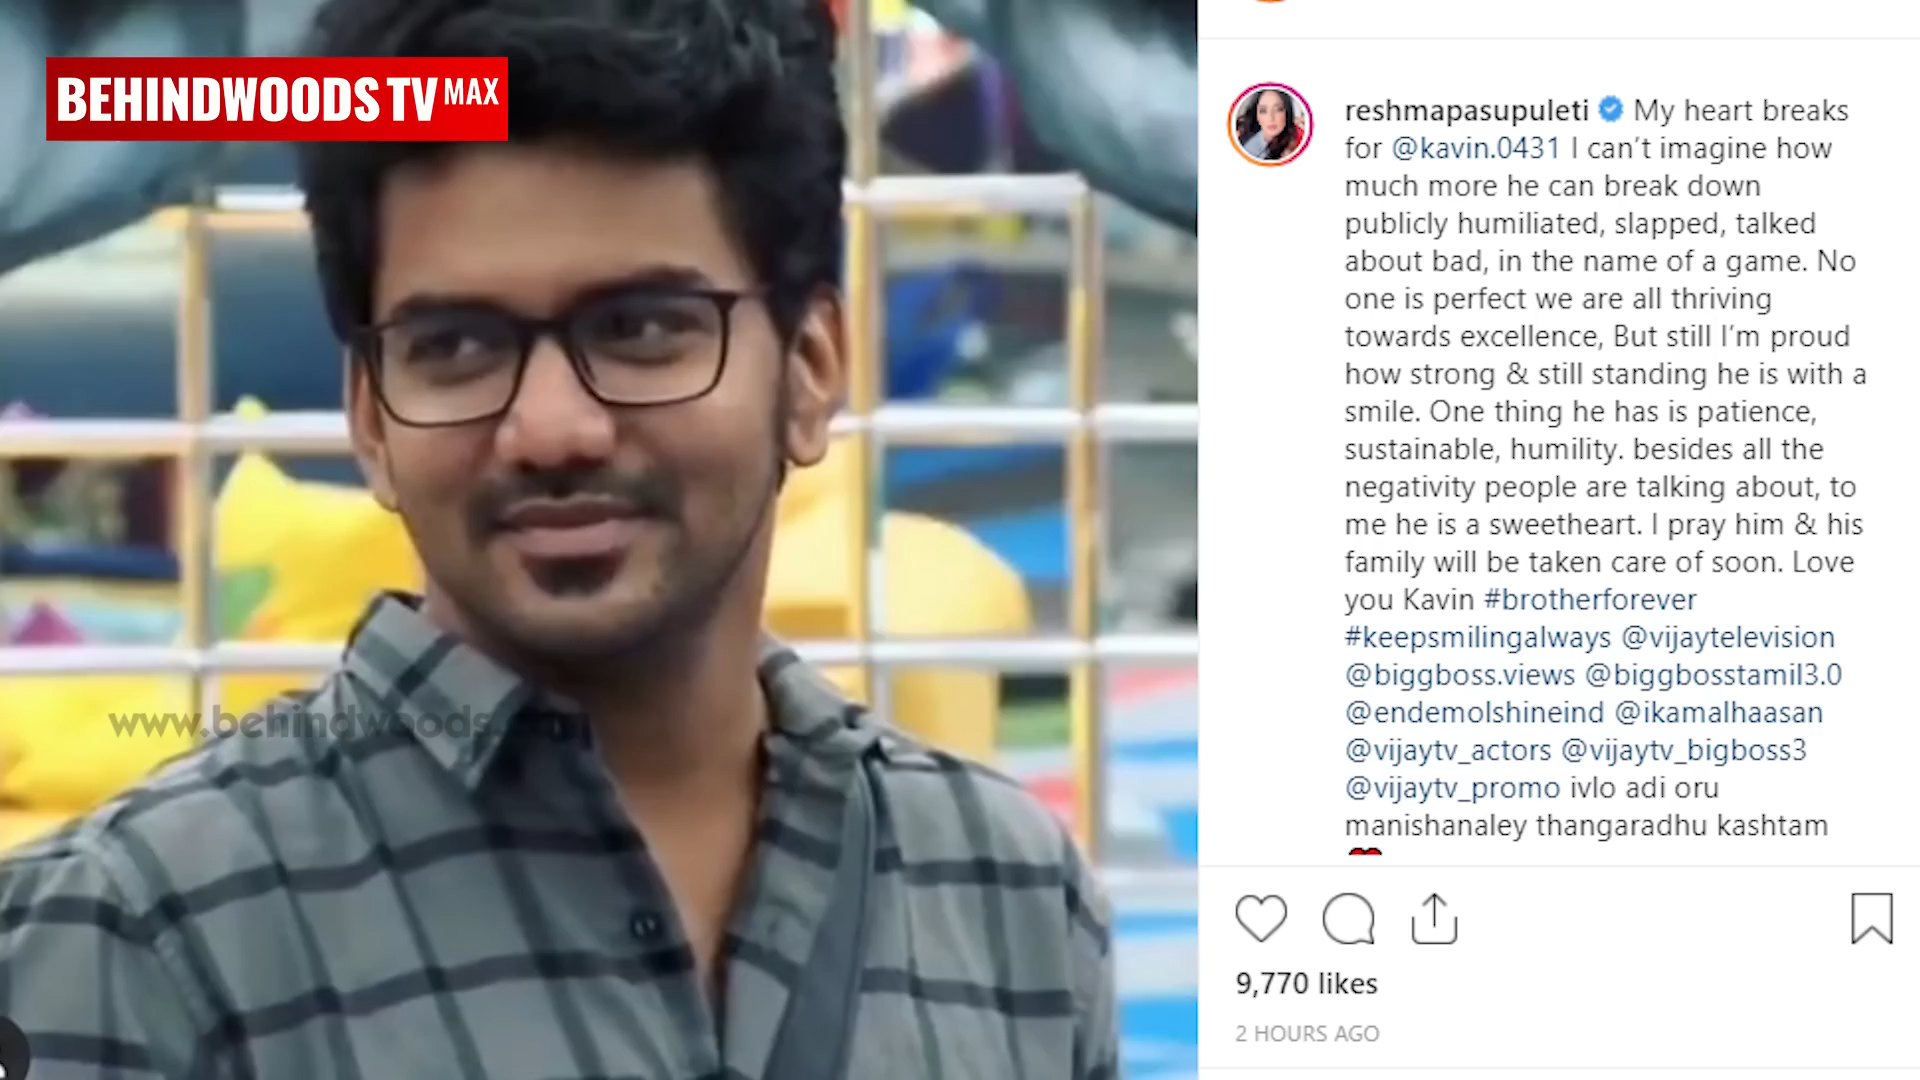 BEHINDWOODS TV MAX
www.behindwoods.com
reshmapasupuleti My heart breaks
for @kavin.0431 I can’t imagine how
much more he can break down
publicly humiliated, slapped, talked
about bad, in the name of a game. No
one is perfect we are all thriving
towards excellence, But still I’m proud
how strong & still standing he is with a
smile. One thing he has is patience,
sustainable, humility. besides all the
negativity people are talking about, to
me he is a sweetheart. I pray him & his
family will be taken care of soon. Love
you Kavin #brotherforever
#keepsmilingalways @vijaytelevision
@biggboss.views @biggbosstamil3.0
@endemolshineind @ikamalhaasan
@vijaytv_actors @vijaytv_bigboss3
@vijaytv_promo ivlo adi oru
manishanaley thangaradhu kashtam
9,770 likes
2 HOURS AGO